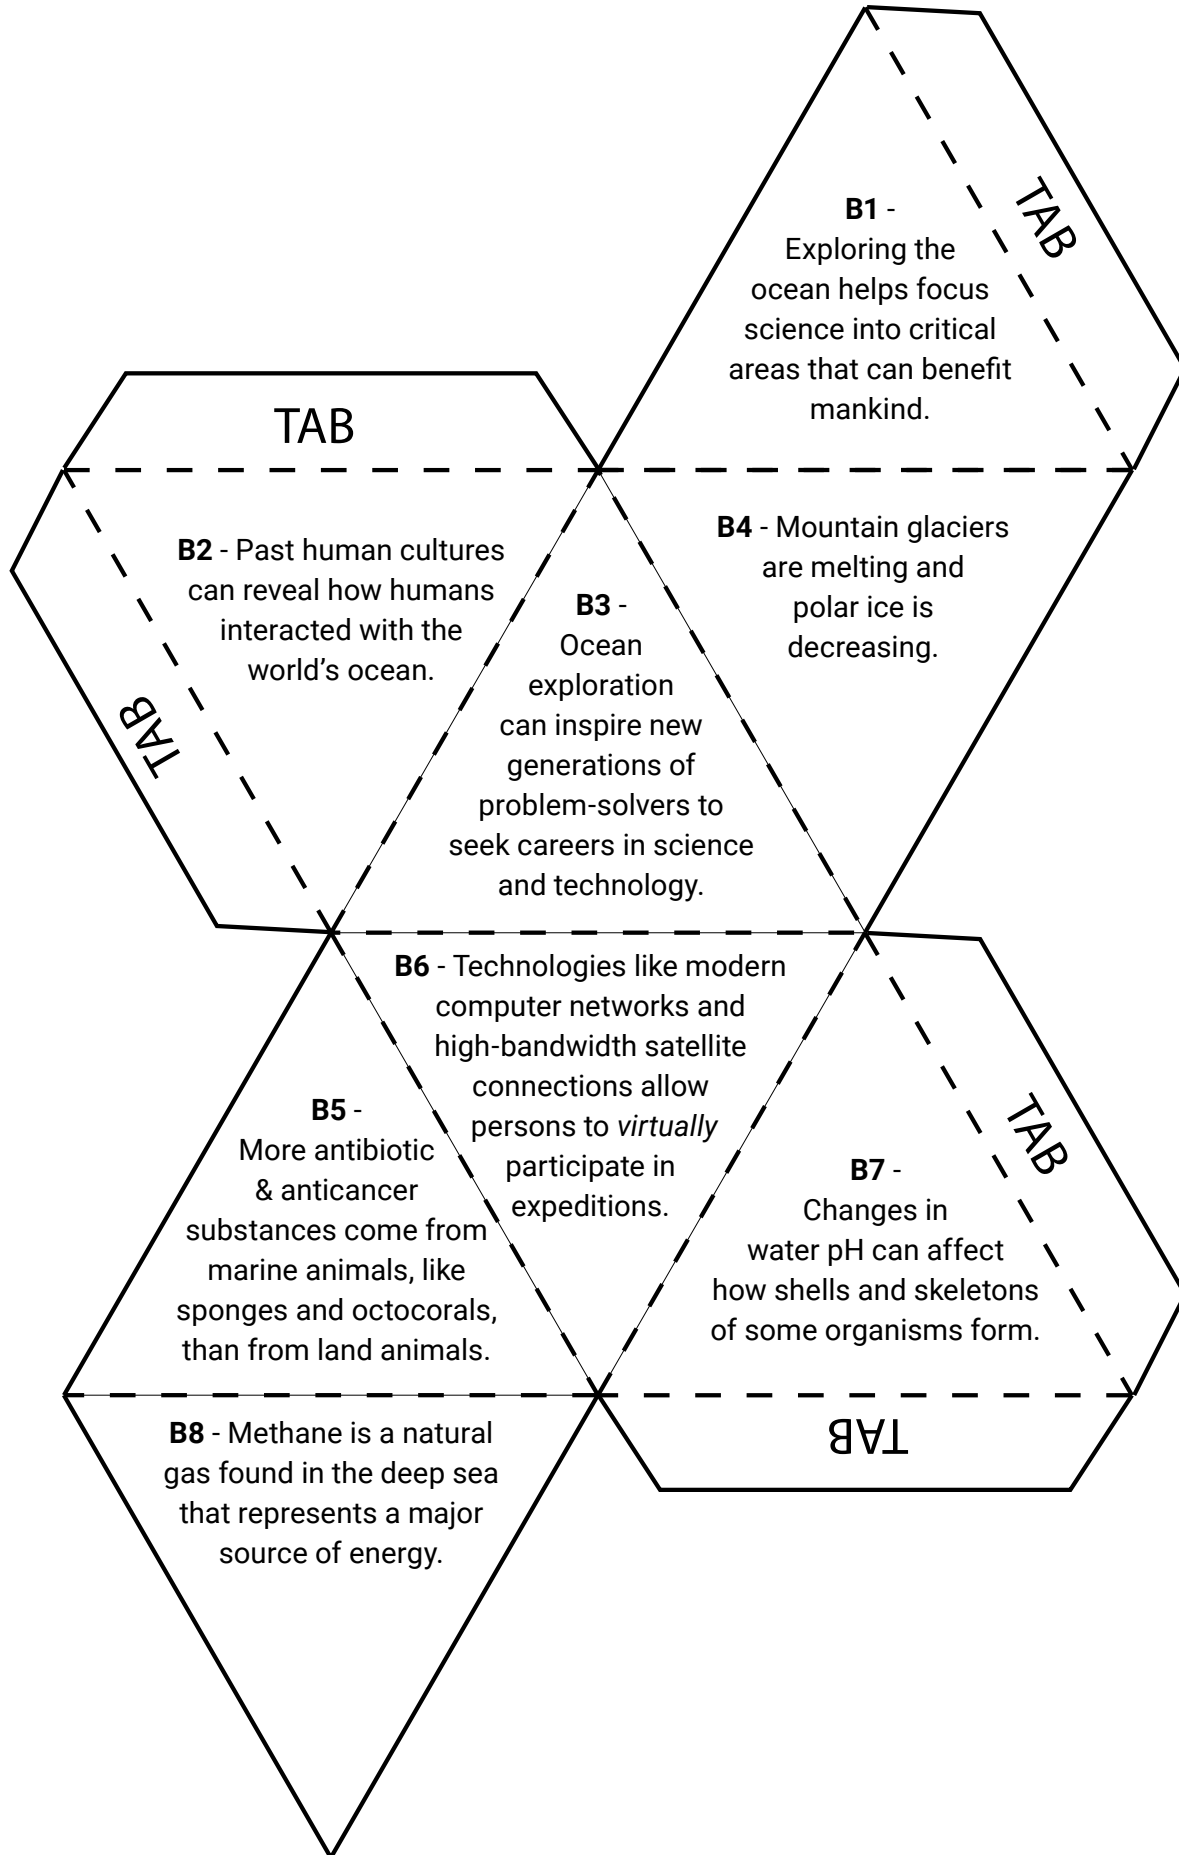 TAB
B1 -
Exploring the
ocean helps focus
science into critical
areas that can benefit
mankind.
TAB
B2 - Past human cultures
can reveal how humans
interacted with the
world's ocean.
TAB
B3 -
Ocean
exploration
can inspire new
generations of
problem-solvers to
seek careers in science
and technology.
B4 - Mountain glaciers
are melting and
polar ice is
decreasing.
B5 -
More antibiotic
& anticancer
substances come from
marine animals, like
sponges and octocorals,
than from land animals.
B6 - Technologies like modern
computer networks and
high-bandwidth satellite
connections allow
persons to virtually
participate in
expeditions.
B7 -
Changes in
water pH can affect
how shells and skeletons
of some organisms form.
TAB
TAB
B8 - Methane is a natural
gas found in the deep sea
that represents a major
source of energy.